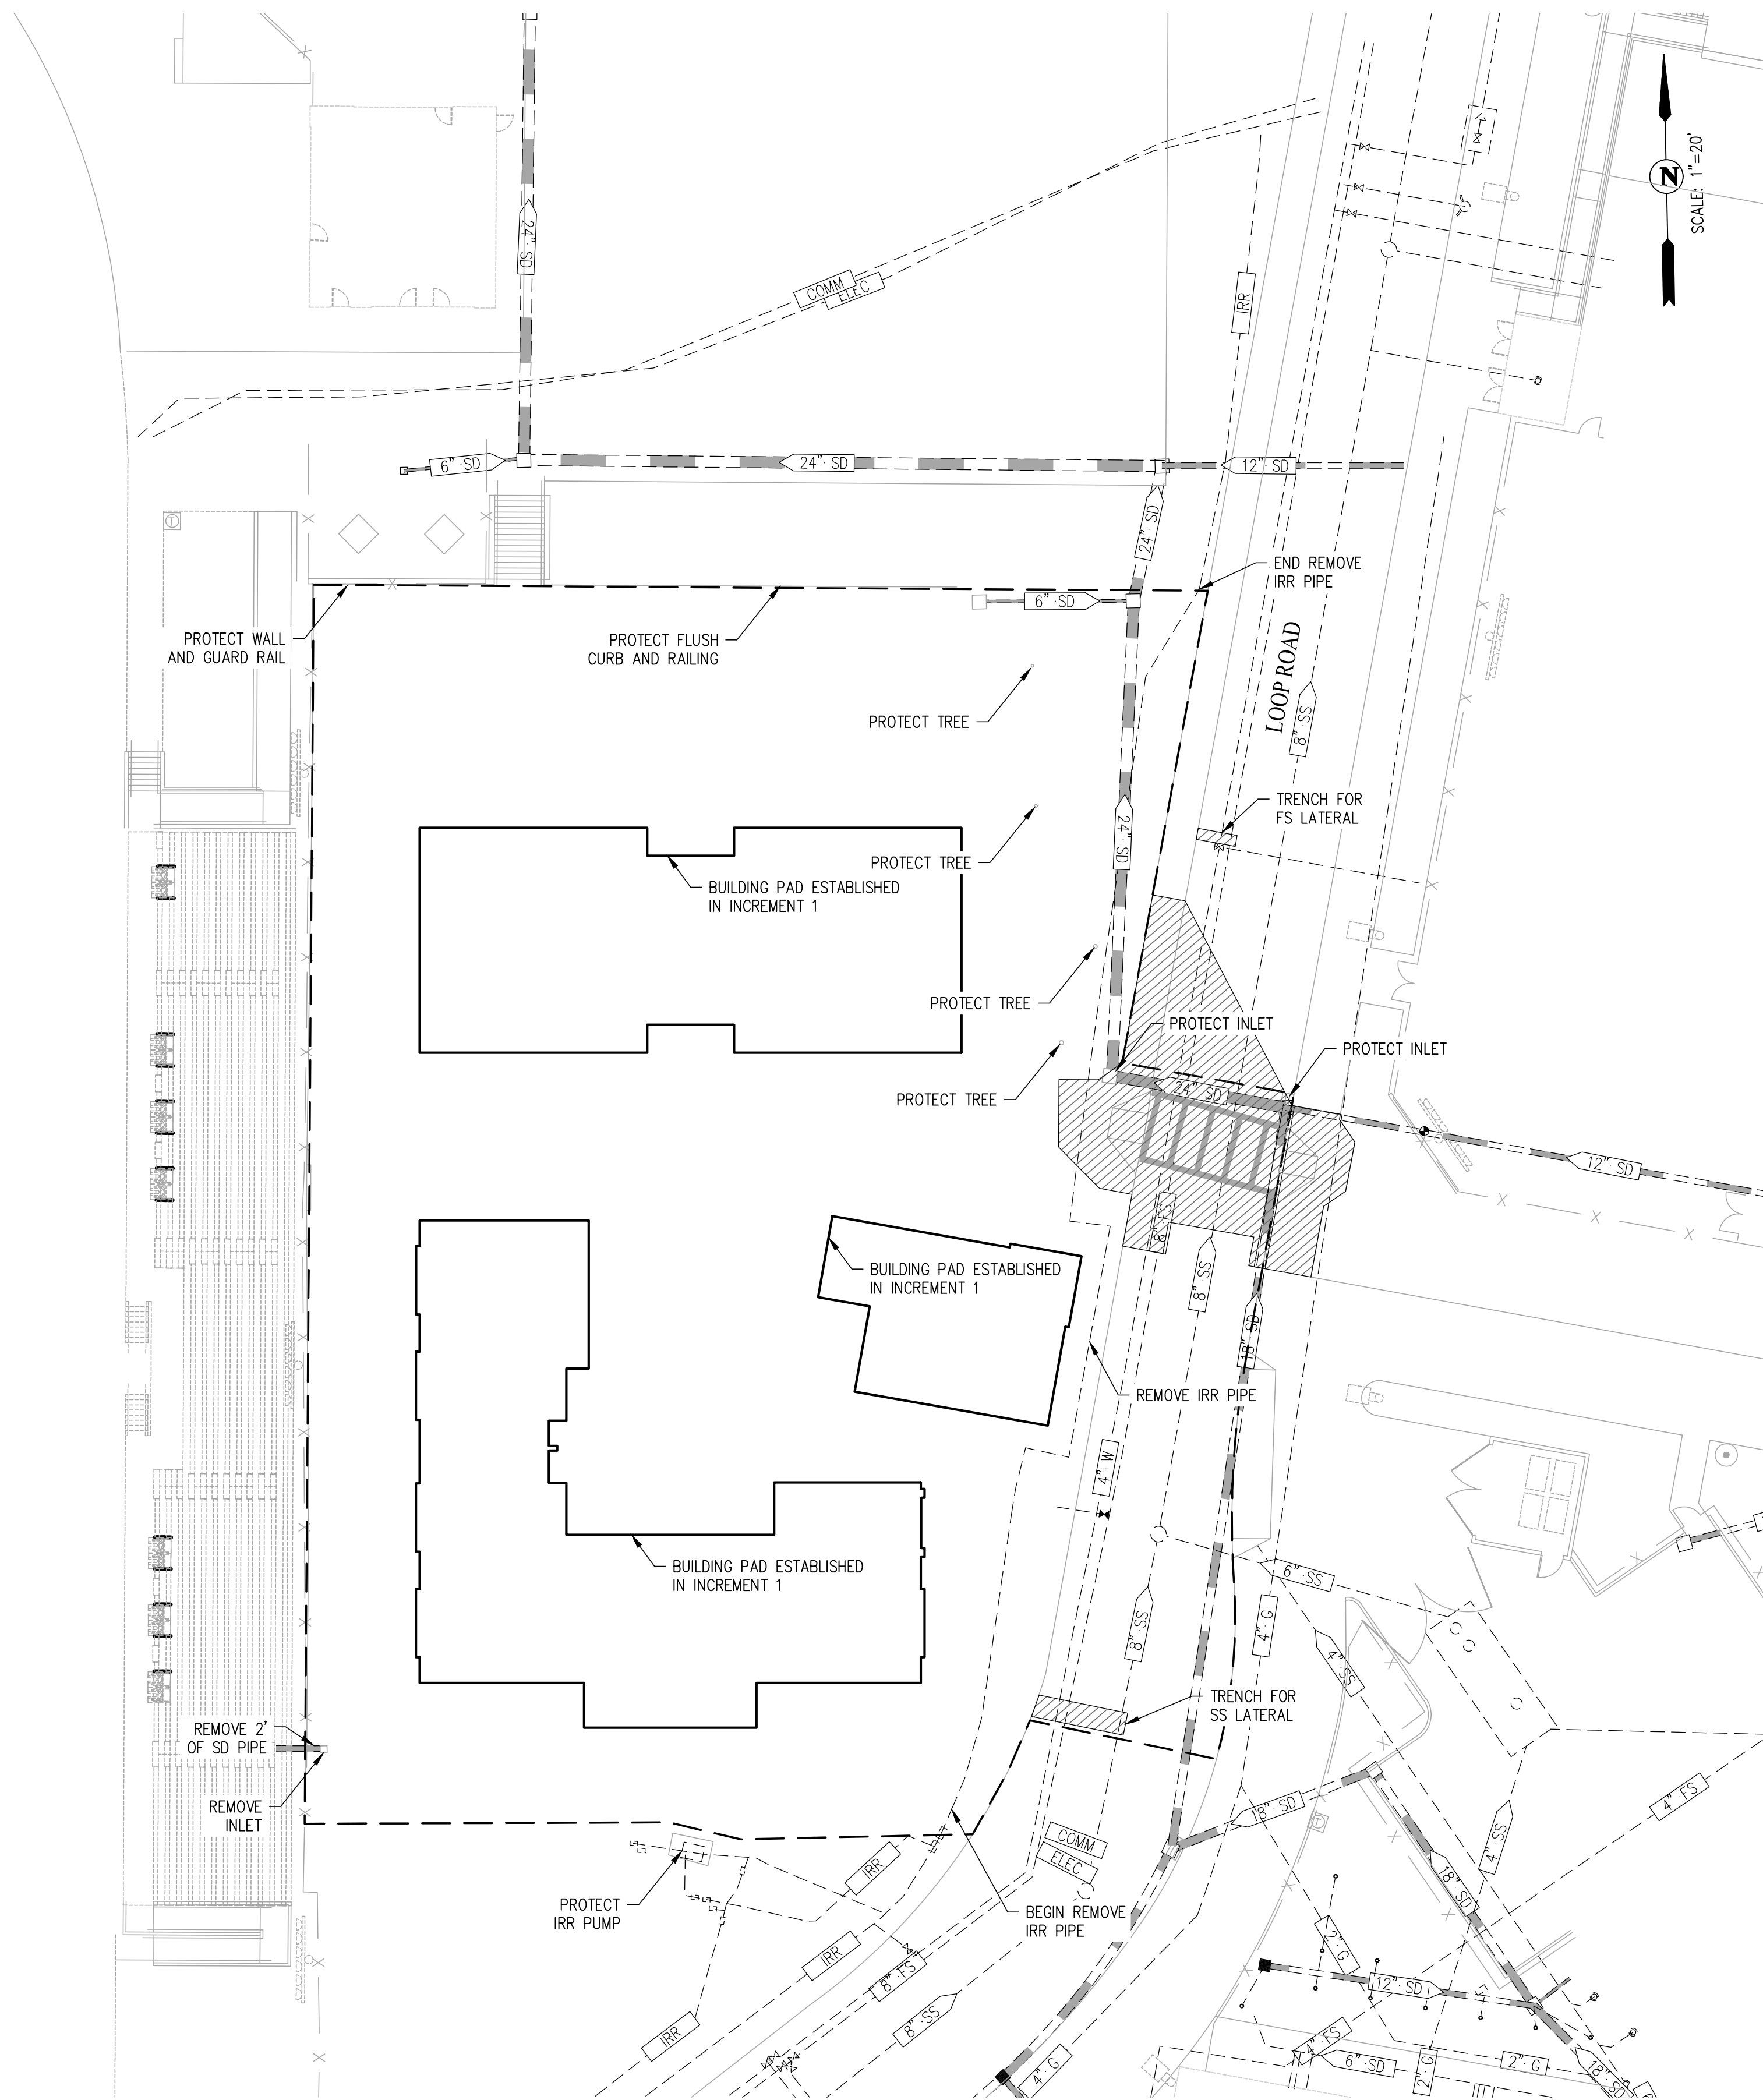 24" SD
N
SCALE: 1"=20'
COMM
ELEC
IRR
6" SD
24" SD
12" SD
T
24" SD
END REMOVE
IRR PIPE
6" SD
PROTECT WALL
AND GUARD RAIL
PROTECT FLUSH
CURB AND RAILING
LOOP ROAD
8" SS
PROTECT TREE
TRENCH FOR
FS LATERAL
24" SD
PROTECT TREE
BUILDING PAD ESTABLISHED
IN INCREMENT 1
PROTECT TREE
PROTECT INLET
PROTECT INLET
24" SD
PROTECT TREE
12" SD
8" FS
BUILDING PAD ESTABLISHED
IN INCREMENT 1
8" SS
18" SD
REMOVE IRR PIPE
4" W
BUILDING PAD ESTABLISHED
IN INCREMENT 1
6" SS
8" SS
4" G
4" SS
TRENCH FOR
SS LATERAL
REMOVE 2'
OF SD PIPE
REMOVE
INLET
18" SD
4" FS
COMM
ELEC
IRR
4" SS
18" SD
PROTECT
IRR PUMP
BEGIN REMOVE
IRR PIPE
IRR
8" FS
2" G
12" SD
8" SS
IRR
4" FS
6" SD
2" G
2" G
4" G
18" SD